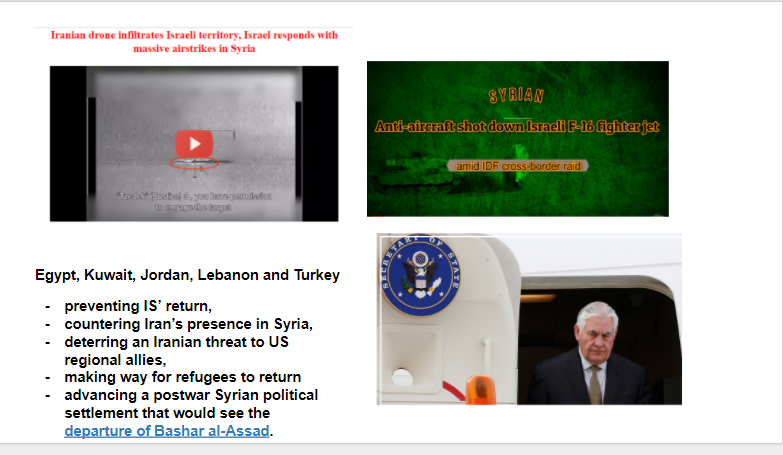 Iranian drone infiltrates Israeli territory, Israel responds with
massive airstrikes in Syria
you have permission
to engage the target
SYRIAN
Anti-aircraft shot down Israeli F-16 fighter jet
amid IDF cross-border raid
SECRETARY OF STATE
Egypt, Kuwait, Jordan, Lebanon and Turkey
- preventing IS’ return,
- countering Iran’s presence in Syria,
- deterring an Iranian threat to US
regional allies,
- making way for refugees to return
- advancing a postwar Syrian political
settlement that would see the
departure of Bashar al-Assad.